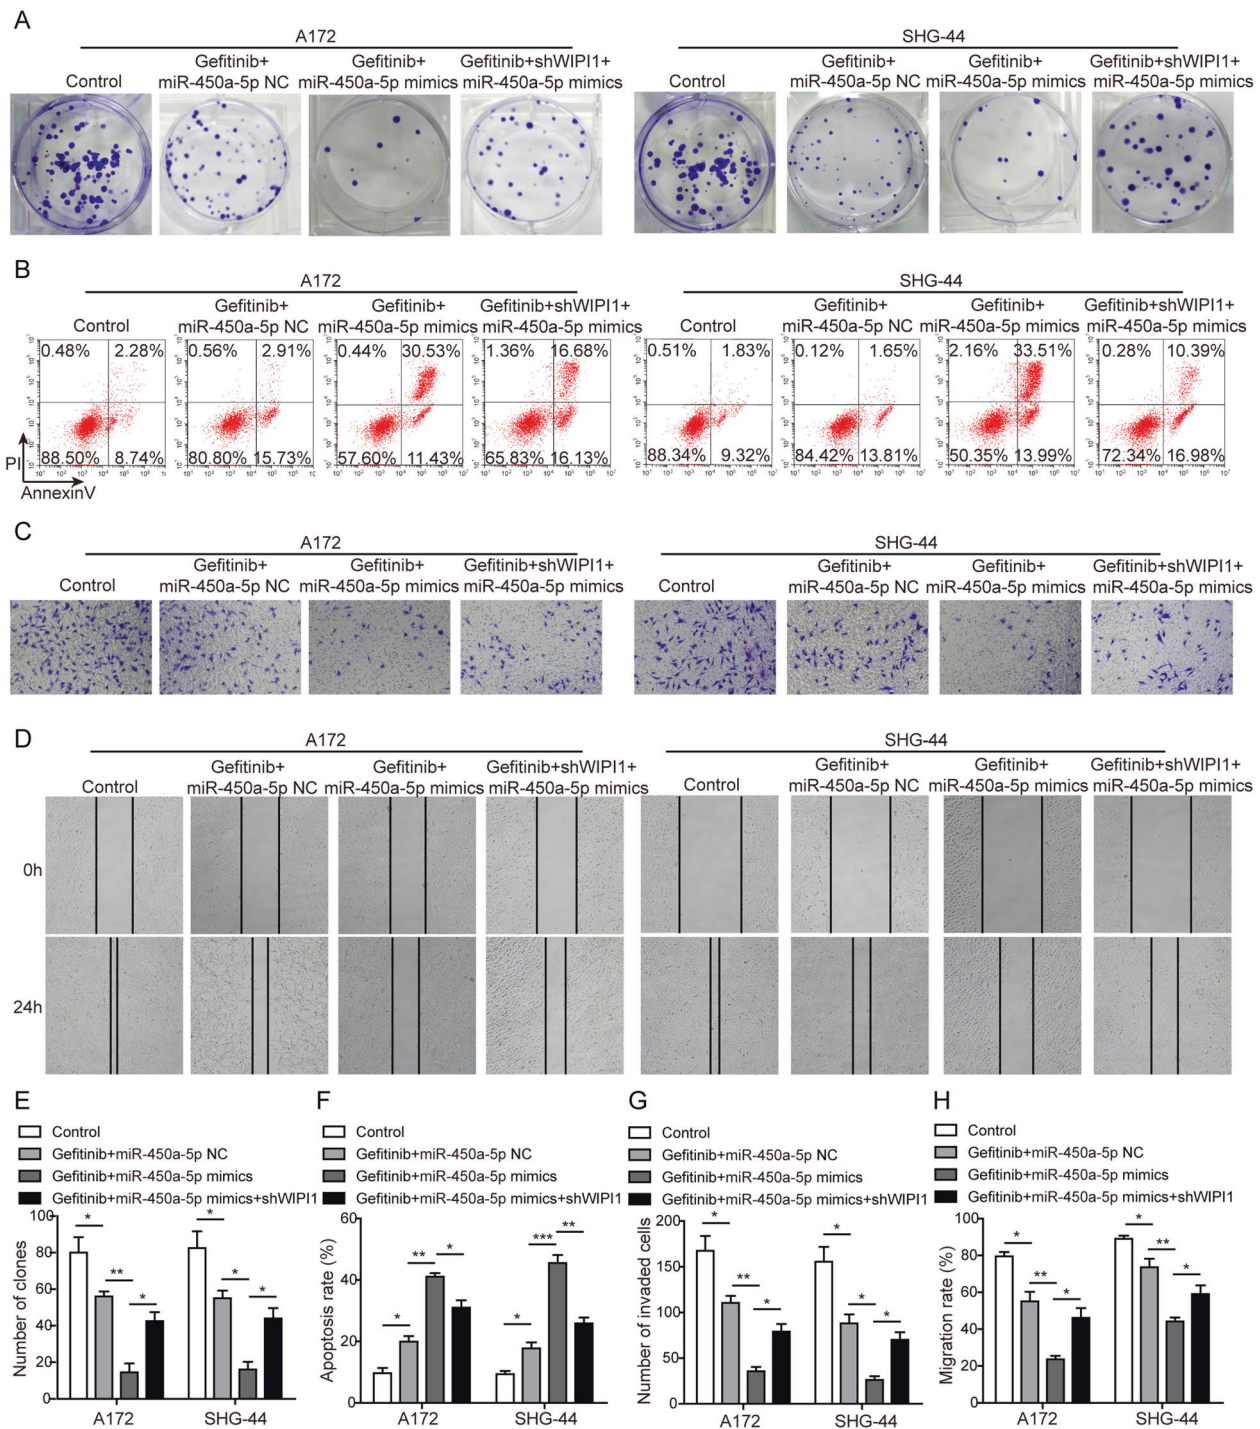 A
A172
SHG-44
Control
Gefitinib+
miR-450a-5p NC
Gefitinib+
miR-450a-5p mimics
Gefitinib+shWIPI1+
miR-450a-5p mimics
Control
Gefitinib+
miR-450a-5p NC
Gefitinib+
miR-450a-5p mimics
Gefitinib+shWIPI1+
miR-450a-5p mimics
B
A172
SHG-44
Control
Gefitinib+
miR-450a-5p NC
Gefitinib+
miR-450a-5p mimics
Gefitinib+shWIPI1+
miR-450a-5p mimics
Control
Gefitinib+
miR-450a-5p NC
Gefitinib+
miR-450a-5p mimics
Gefitinib+shWIPI1+
miR-450a-5p mimics
0.48% 2.28%
0.56% 2.91%
0.44% 30.53%
1.36% 16.68%
0.51% 1.83%
0.12% 1.65%
2.16% 33.51%
0.28% 10.39%
88.50% 8.74%
80.80% 15.73%
57.60% 11.43%
65.83% 16.13%
88.34% 9.32%
84.42% 13.81%
50.35% 13.99%
72.34% 16.98%
PI
AnnexinV
C
A172
SHG-44
Control
Gefitinib+
miR-450a-5p NC
Gefitinib+
miR-450a-5p mimics
Gefitinib+shWIPI1+
miR-450a-5p mimics
Control
Gefitinib+
miR-450a-5p NC
Gefitinib+
miR-450a-5p mimics
Gefitinib+shWIPI1+
miR-450a-5p mimics
D
A172
SHG-44
Control
Gefitinib+
miR-450a-5p NC
Gefitinib+
miR-450a-5p mimics
Gefitinib+shWIPI1+
miR-450a-5p mimics
Control
Gefitinib+
miR-450a-5p NC
Gefitinib+
miR-450a-5p mimics
Gefitinib+shWIPI1+
miR-450a-5p mimics
0h
24h
E
Control
Gefitinib+miR-450a-5p NC
Gefitinib+miR-450a-5p mimics
Gefitinib+miR-450a-5p mimics+shWIPI1
Number of clones
100
80
60
40
20
0
* ** *
* * *
A172
SHG-44
F
Control
Gefitinib+miR-450a-5p NC
Gefitinib+miR-450a-5p mimics
Gefitinib+miR-450a-5p mimics+shWIPI1
Apoptosis rate (%)
60
40
20
0
* ** *
* *** **
A172
SHG-44
G
Control
Gefitinib+miR-450a-5p NC
Gefitinib+miR-450a-5p mimics
Gefitinib+miR-450a-5p mimics+shWIPI1
Number of invaded cells
200
150
100
50
0
* ** *
* * *
A172
SHG-44
H
Control
Gefitinib+miR-450a-5p NC
Gefitinib+miR-450a-5p mimics
Gefitinib+miR-450a-5p mimics+shWIPI1
Migration rate (%)
100
80
60
40
20
0
* ** *
* ** *
A172
SHG-44